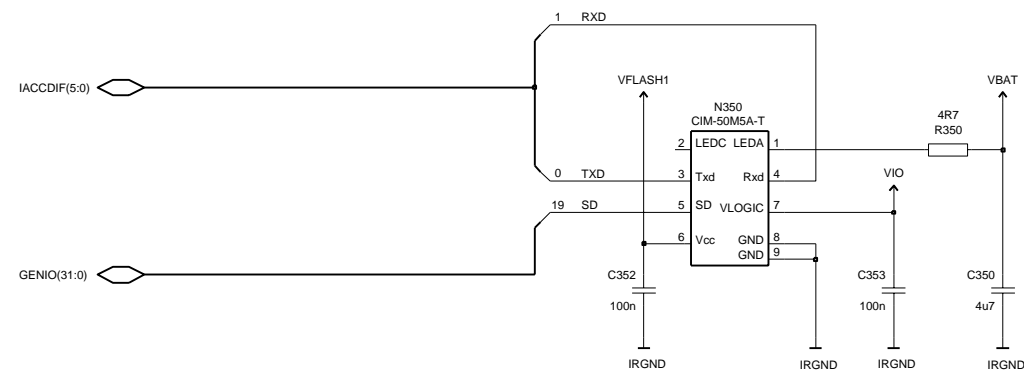 1 RXD
IACCDIF(5:0)
VFLASH1
VBAT
N350
CIM-50M5A-T
4R7
R350
2 LEDC LEDA 1
0 TXD 3 Txd Rxd 4
VIO
19 SD 5 SD VLOGIC 7
6 Vcc GND 8
GND 9
GENIO(31:0)
C352
C353
C350
100n
100n
4u7
IRGND
IRGND
IRGND
IRGND